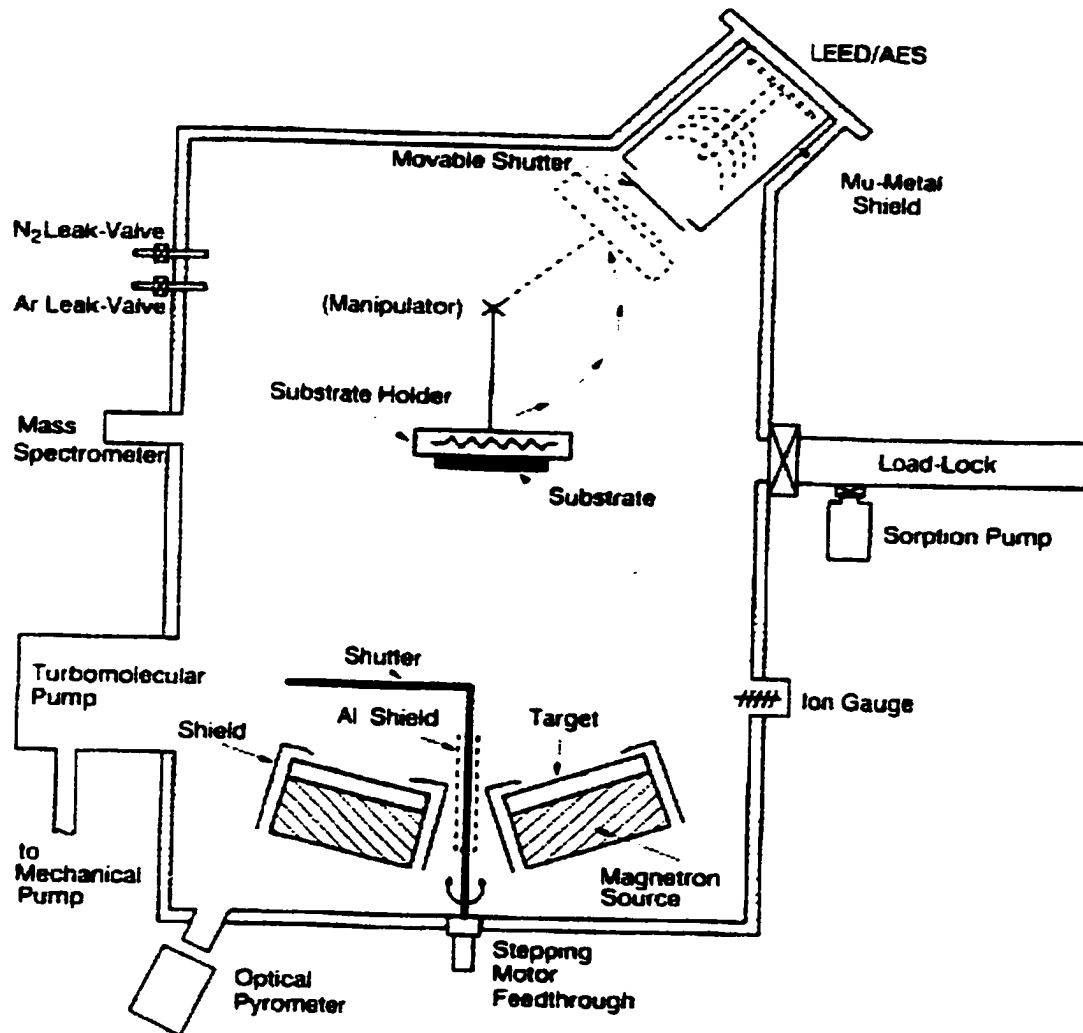 LEED/AES
Movable Shutter
Mu-Metal
Shield
N₂Leak-Valve
Ar Leak-Valve
(Manipulator)
Substrate Holder
Mass
Spectrometer
Substrate
Load-Lock
Sorption Pump
Turbomolecular
Pump
Shutter
Al Shield
Shield
Target
Ion Gauge
to
Mechanical
Pump
Magnetron
Source
Optical
Pyrometer
Stepping
Motor
Feedthrough